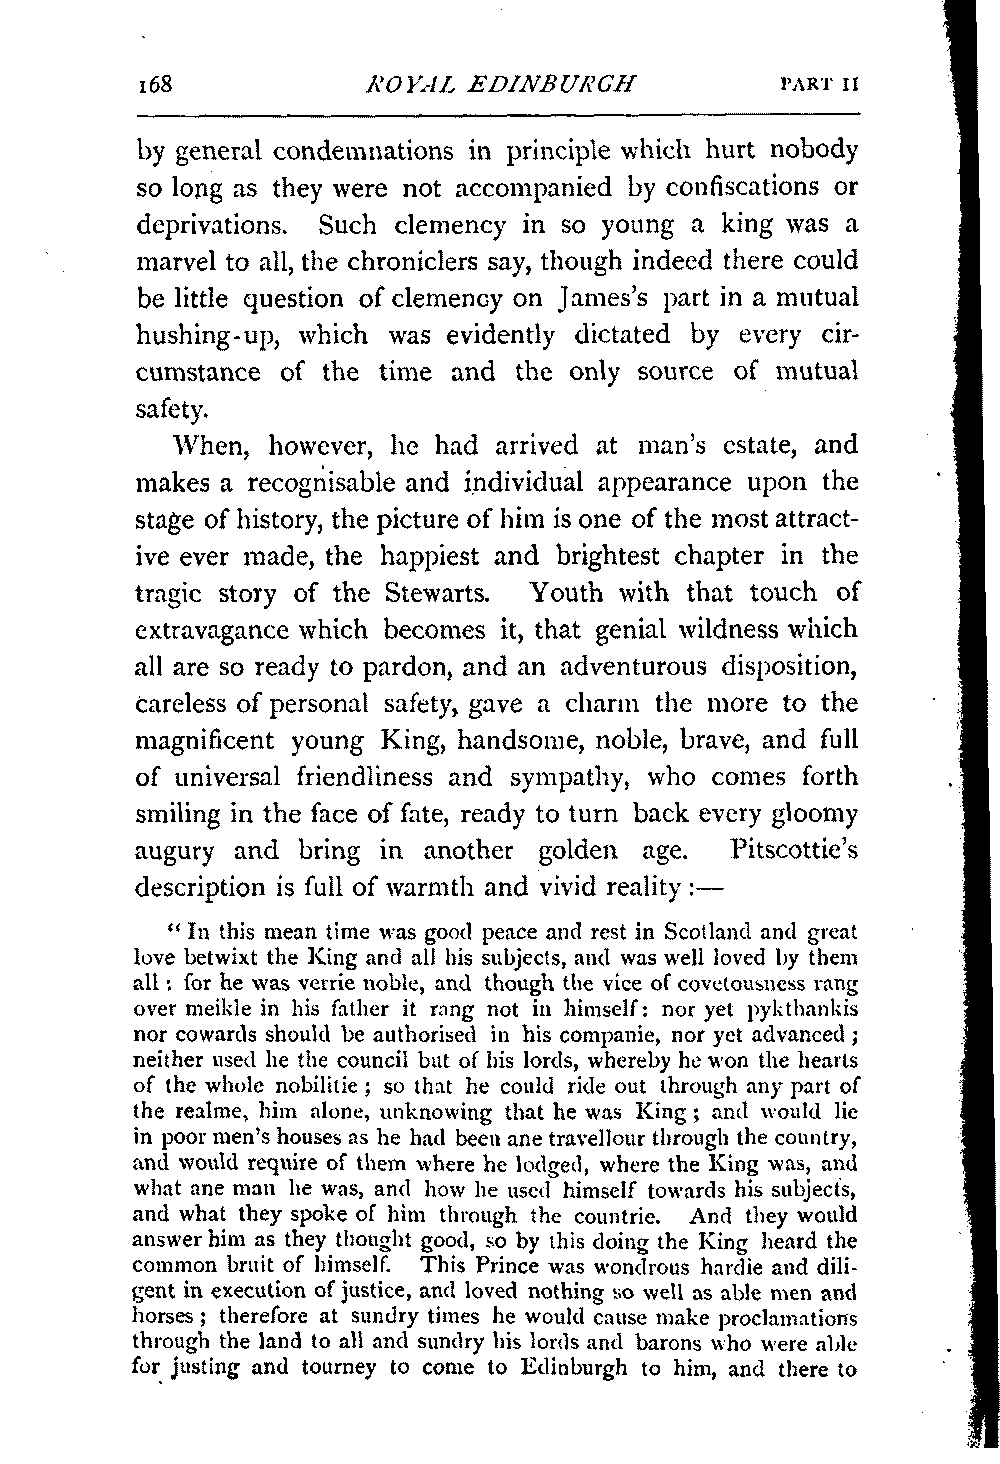 168 ROYAL EDINBURGH PART II
by general condemnations in principle which hurt nobody
so long as they were not accompanied by confiscations or
deprivations. Such clemency in so young a king was a
marvel to all, the chroniclers say, though indeed there could
be little question of clemency on James's part in a mutual
hushing-up, which was evidently dictated by every cir-
cumstance of the time and the only source of mutual
safety.
When, however, he had arrived at man's estate, and
makes a recognisable and individual appearance upon the
stage of history, the picture of him is one of the most attract-
ive ever made, the happiest and brightest chapter in the
tragic story of the Stewarts. Youth with that touch of
extravagance which becomes it, that genial wildness which
all are so ready to pardon, and an adventurous disposition,
careless of personal safety, gave a charm the more to the
magnificent young King, handsome, noble, brave, and full
of universal friendliness and sympathy, who comes forth
smiling in the face of fate, ready to turn back every gloomy
augury and bring in another golden age. Pitscottie's
description is full of warmth and vivid reality :—
"In this mean time was good peace and rest in Scotland and great
love betwixt the King and all his subjects, and was well loved by them
all : for he was verrie noble, and though the vice of covetousness rang
over meikle in his father it rang not in himself: nor yet pykthankis
nor cowards should be authorised in his companie, nor yet advanced ;
neither used he the council but of his lords, whereby he won the hearts
of the whole nobilitie ; so that he could ride out through any part of
the realme, him alone, unknowing that he was King ; and would lie
in poor men's houses as he had been ane travellour through the country,
and would require of them where he lodged, where the King was, and
what ane man he was, and how he used himself towards his subjects,
and what they spoke of him through the countrie. And they would
answer him as they thought good, so by this doing the King heard the
common bruit of himself. This Prince was wondrous hardie and dili-
gent in execution of justice, and loved nothing so well as able men and
horses ; therefore at sundry times he would cause make proclamations
through the land to all and sundry his lords and barons who were able
for justing and tourney to come to Edinburgh to him, and there to